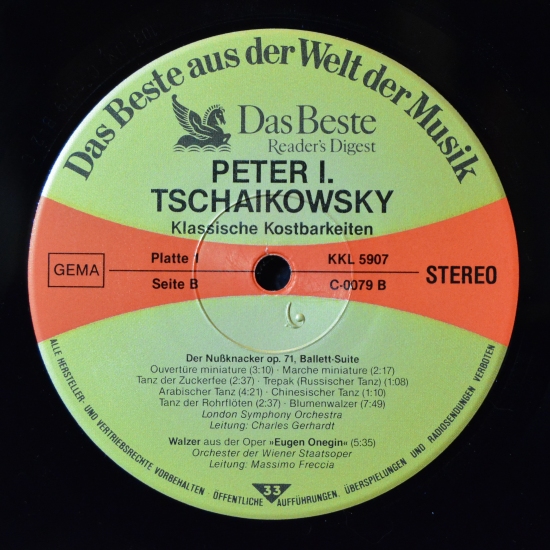 Das Beste aus der Welt der Musik
Das Beste
Reader's Digest
PETER I.
TSCHAIKOWSKY
Klassische Kostbarkeiten
GEMA
Platte 1
KKL 5907
Seite B
C-0079 B
STEREO
Der Nußknacker op. 71, Ballett-Suite
Ouvertüre miniature (3:10) · Marche miniature (2:17)
Tanz der Zuckerfee (2:37) · Trepak (Russischer Tanz) (1:08)
Arabischer Tanz (4:21) · Chinesischer Tanz (1:10)
Tanz der Rohrflöten (2:37) · Blumenwalzer (7:49)
London Symphony Orchestra
Leitung: Charles Gerhardt
Walzer aus der Oper »Eugen Onegin« (5:35)
Orchester der Wiener Staatsoper
Leitung: Massimo Freccia
33
ALLE HERSTELLER- UND VERTRIEBSRECHTE VORBEHALTEN · ÖFFENTLICHE AUFFÜHRUNGEN, ÜBERSPIELUNGEN UND RADIOSENDUNGEN VERBOTEN